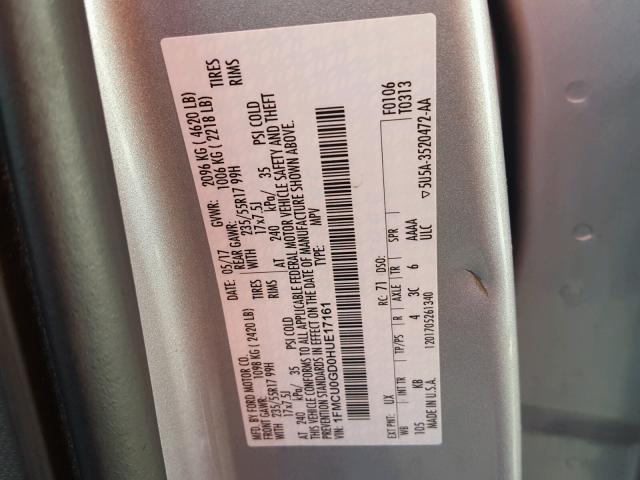 MFD. BY FORD MOTOR CO. DATE: 05/17 GVWR: 2096 KG ( 4620 LB)
FRONT GAWR: 1098 KG ( 2420 LB) REAR GAWR: 1006 KG ( 2218 LB)
235/55R17 99H TIRES WITH 235/55R17 99H TIRES
WITH 17x7.5J RIMS 17x7.5J RIMS
AT 240 kPa/ 35 PSI COLD AT 240 kPa/ 35 PSI COLD
THIS VEHICLE CONFORMS TO ALL APPLICABLE FEDERAL MOTOR VEHICLE SAFETY AND THEFT
PREVENTION STANDARDS IN EFFECT ON THE DATE OF MANUFACTURE SHOWN ABOVE.
VIN: 1FMCU0GD0HUE17161 TYPE: MPV
F0106
T0313
EXT PNT: UX RC: 71 DSO:
WB INT TR TP/PS R AXLE TR SPR
105 KB 4 3C 6 AAAA
ULC
MADE IN U.S.A. 1201705261340 ▽5U5A-3520472-AA